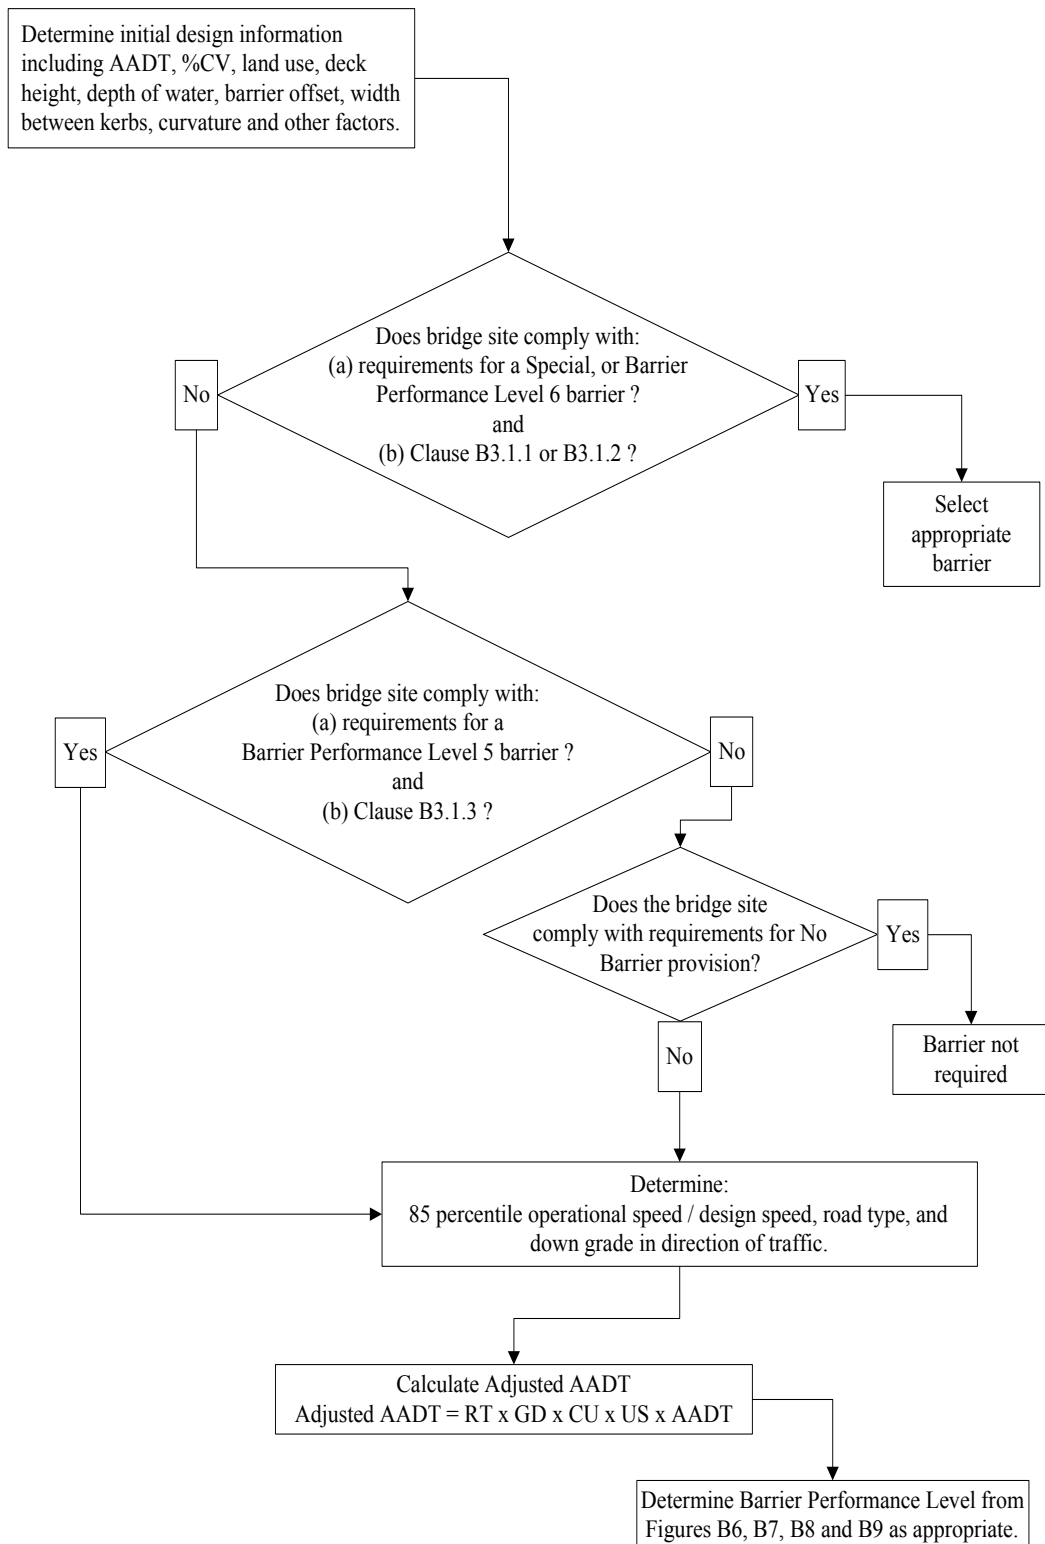 Determine initial design information
including AADT, %CV, land use, deck
height, depth of water, barrier offset, width
between kerbs, curvature and other factors.
Does bridge site comply with:
(a) requirements for a Special, or Barrier
Performance Level 6 barrier ?
and
(b) Clause B3.1.1 or B3.1.2 ?
No
Yes
Select
appropriate
barrier
Does bridge site comply with:
(a) requirements for a
Barrier Performance Level 5 barrier ?
and
(b) Clause B3.1.3 ?
Yes
No
Does the bridge site
comply with requirements for No
Barrier provision?
Yes
No
Barrier not
required
Determine:
85 percentile operational speed / design speed, road type, and
down grade in direction of traffic.
Calculate Adjusted AADT
Adjusted AADT = RT x GD x CU x US x AADT
Determine Barrier Performance Level from
Figures B6, B7, B8 and B9 as appropriate.